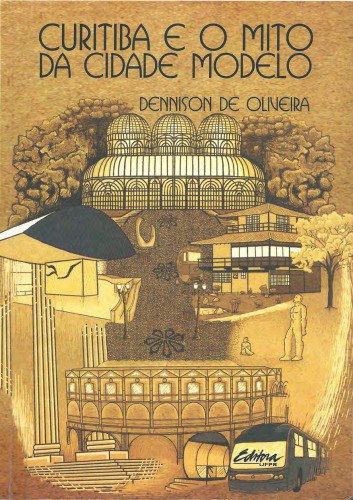 CURITIBA E O MITO
DA CIDADE MODELO
DENNISON DE OLIVEIRA
Editora
UFPR